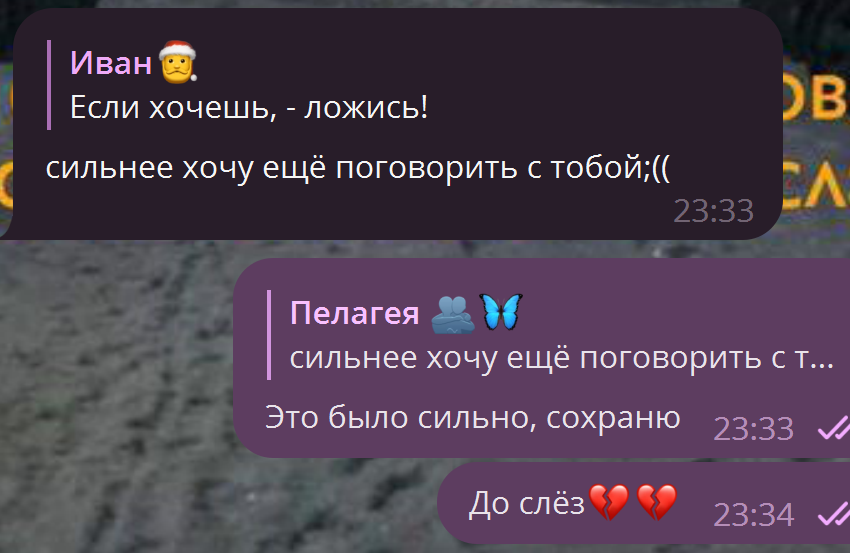 Иван🎅
Если хочешь, - ложись!
сильнее хочу ещё поговорить с тобой;((
23:33
Пелагея 🫂🦋
сильнее хочу ещё поговорить с т...
Это было сильно, сохраню 23:33
До слёз💔💔 23:34